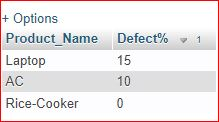 + Options
Product_Name Defect% 1
Laptop 15
AC 10
Rice-Cooker 0